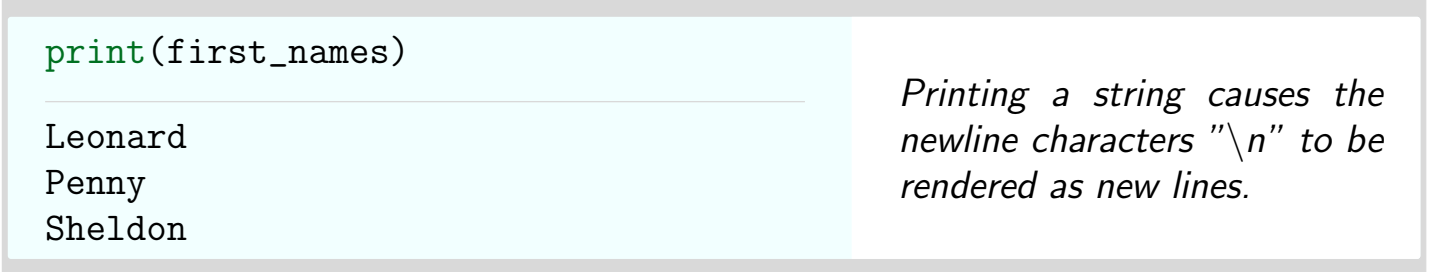 print(first_names)
Leonard
Penny
Sheldon
Printing a string causes the
newline characters ”\n” to be
rendered as new lines.